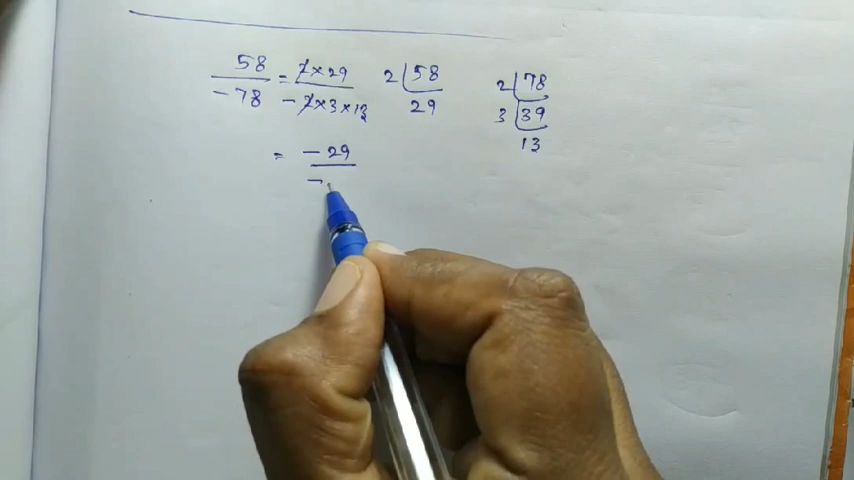 58/-78 = 2×29/-2×3×13
2 | 58
29
2 | 78
3 | 39
13
= -29/-